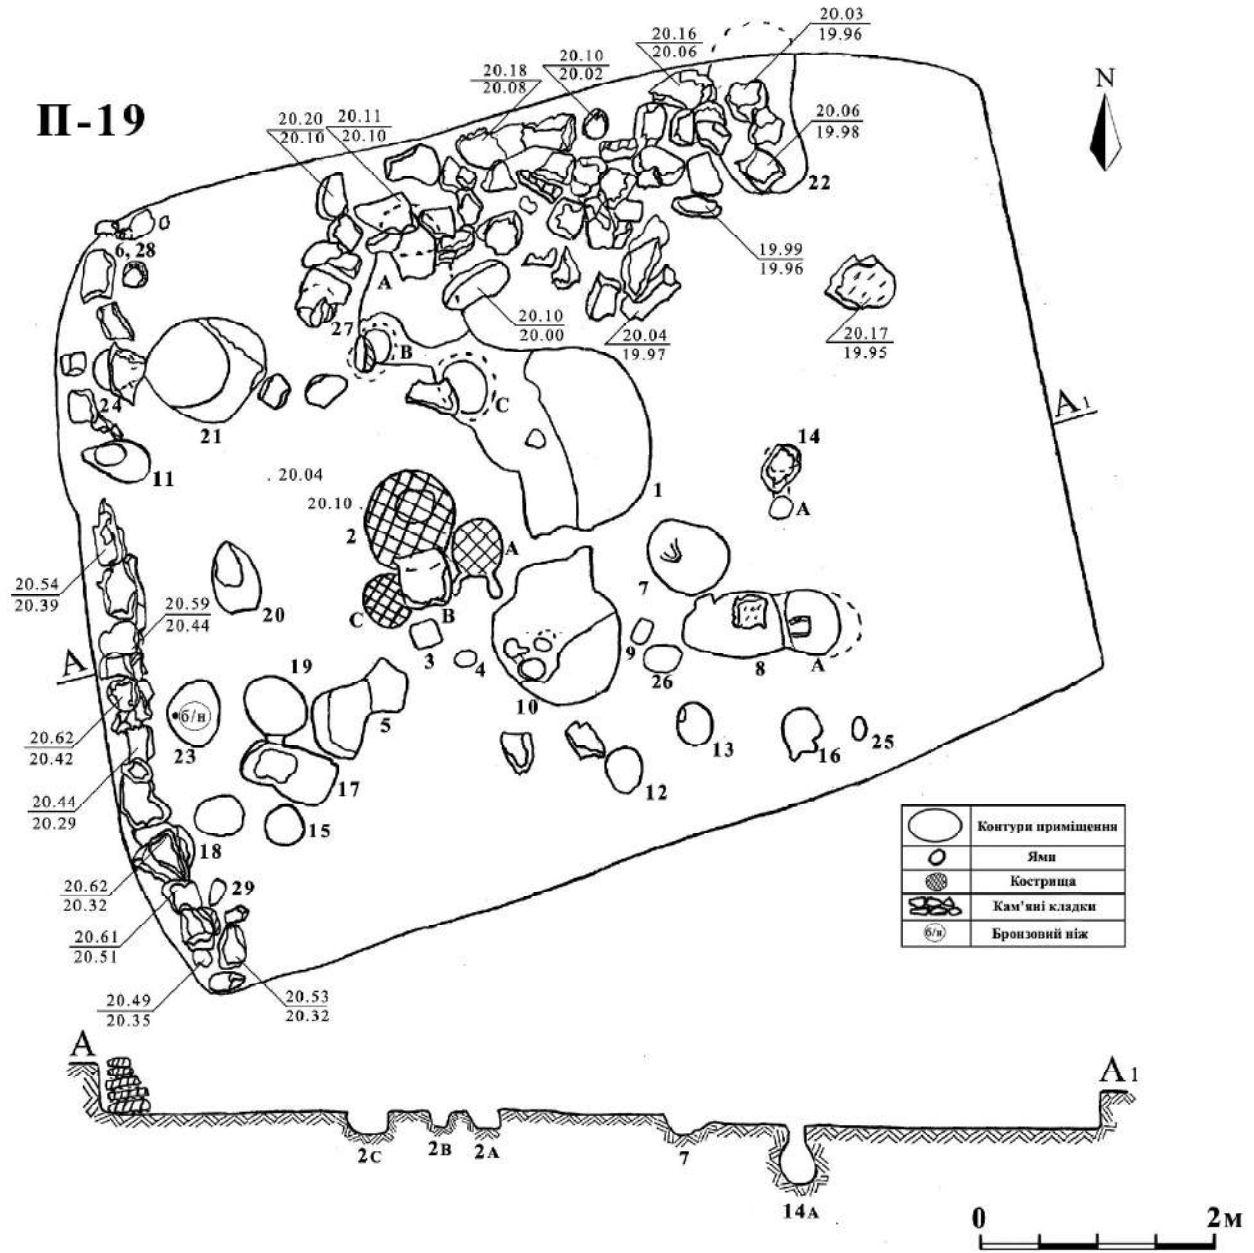 П-19
N
20.03
19.96
20.16
20.06
20.10
20.02
20.18
20.08
20.11
20.10
20.20
20.10
20.06
19.98
22
6, 28
A
19.99
19.96
27
20.10
20.00
20.04
19.97
20.17
19.95
B
C
24
21
A1
11
14
20.04
20.10
1
2
A
A
7
20.54
20.39
20.59
20.44
20
C
B
3
4
9
26
8
A
A
19
5
10
б/н
23
20.62
20.42
13
16
25
17
12
20.44
20.29
15
18
Контури приміщення
Ями
Кострища
Кам'яні кладки
б/н
Бронзовий ніж
20.62
20.32
29
20.61
20.51
20.49
20.35
20.53
20.32
A
A1
2C
2B
2A
7
14A
0
2м